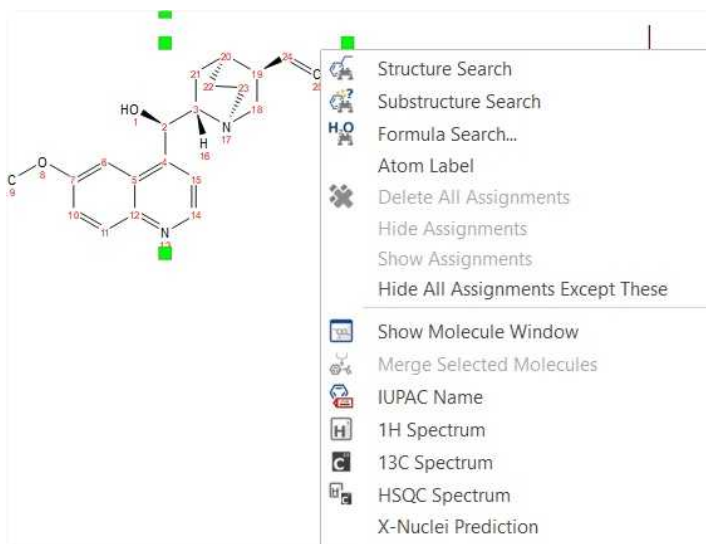 20
24
21
19
25
22
23
3
18
HO
1
2
N
17
H
16
O
8
6
4
15
C
9
7
5
10
12
14
11
N
13
Structure Search
Substructure Search
H2O
Formula Search...
Atom Label
Delete All Assignments
Hide Assignments
Show Assignments
Hide All Assignments Except These
Show Molecule Window
Merge Selected Molecules
IUPAC Name
H
1H Spectrum
C
13C Spectrum
H
C
HSQC Spectrum
X-Nuclei Prediction